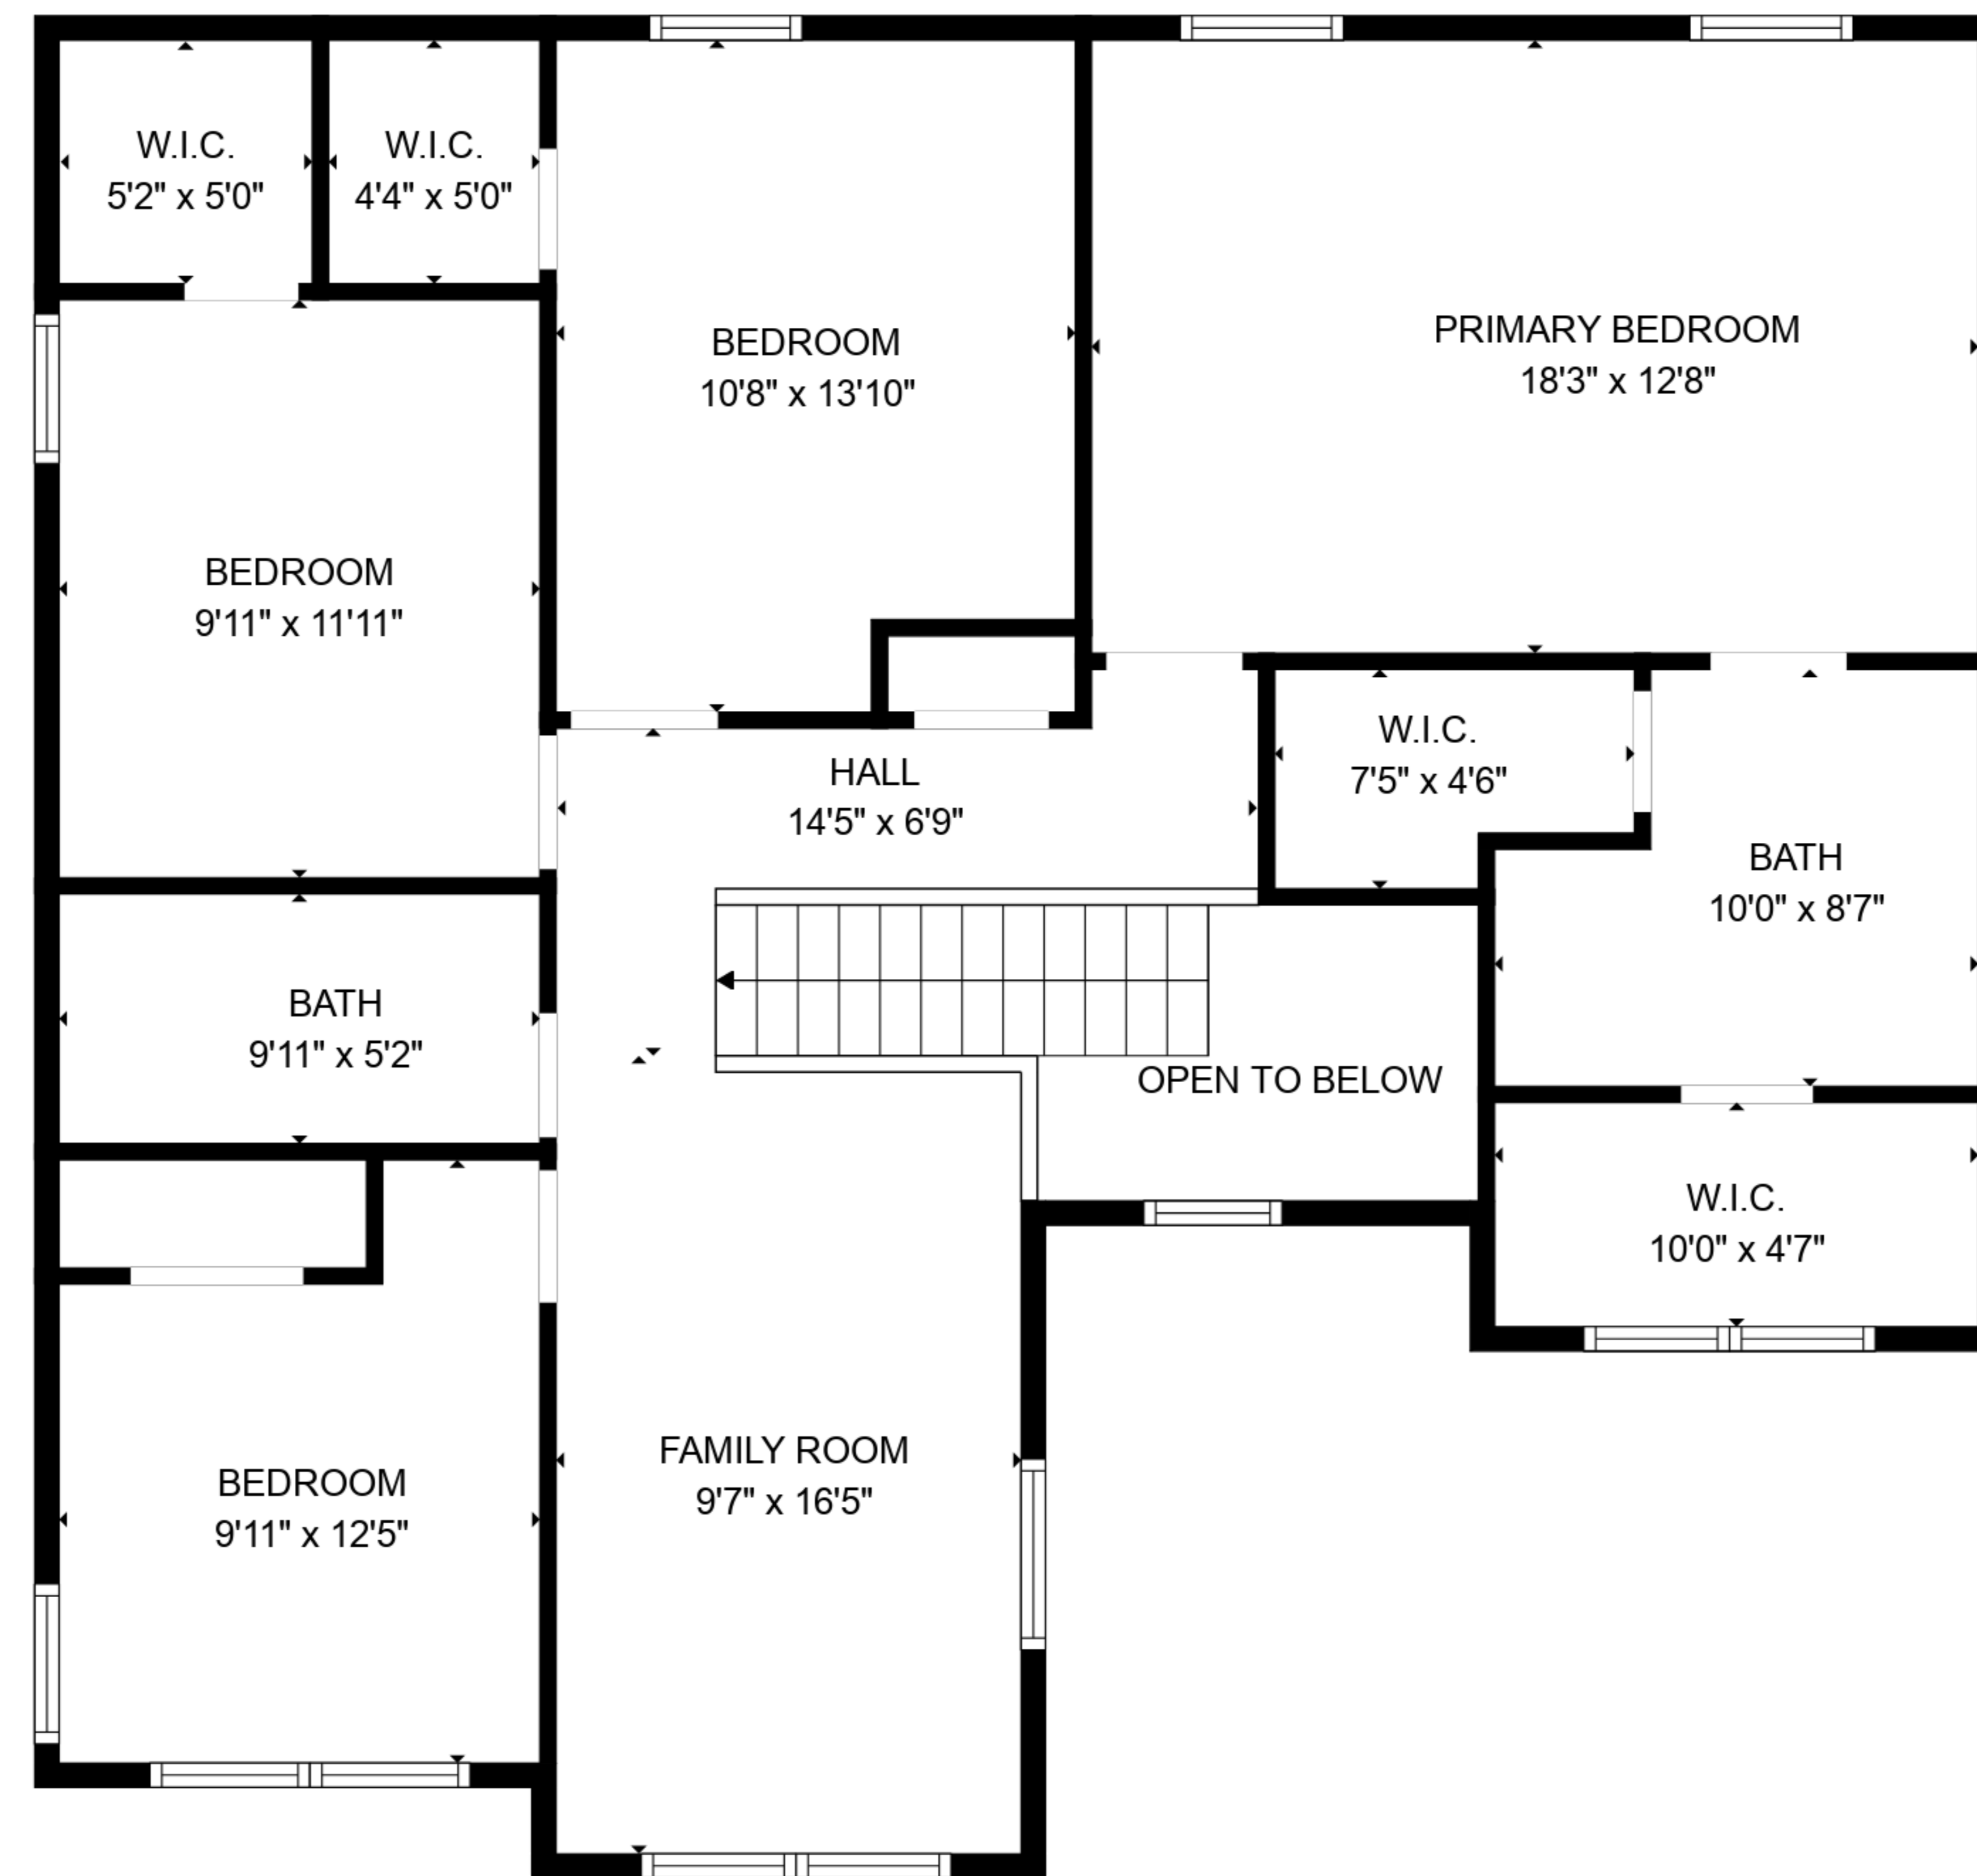 W.I.C.
5'2" x 5'0"
W.I.C.
4'4" x 5'0"
BEDROOM
10'8" x 13'10"
PRIMARY BEDROOM
18'3" x 12'8"
BEDROOM
9'11" x 11'11"
HALL
14'5" x 6'9"
W.I.C.
7'5" x 4'6"
BATH
10'0" x 8'7"
BATH
9'11" x 5'2"
OPEN TO BELOW
W.I.C.
10'0" x 4'7"
FAMILY ROOM
9'7" x 16'5"
BEDROOM
9'11" x 12'5"